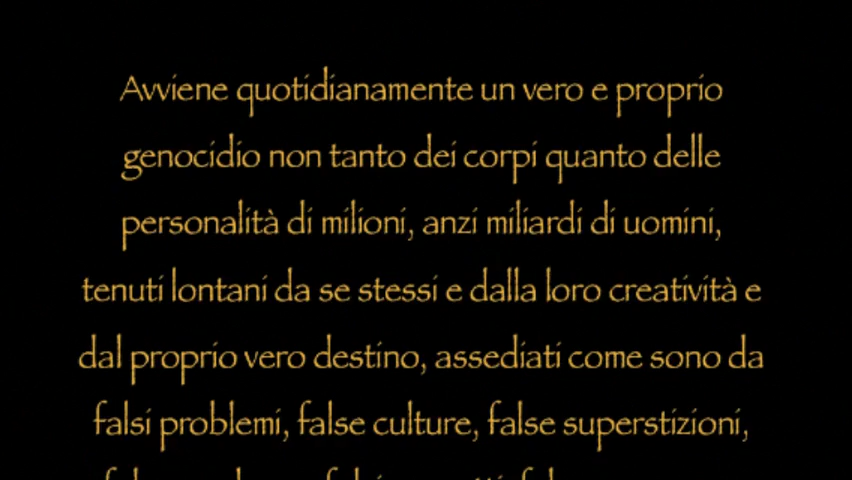 Avviene quotidianamente un vero e proprio
genocidio non tanto dei corpi quanto delle
personalità di milioni, anzi miliardi di uomini,
tenuti lontani da se stessi e dalla loro creatività e
dal proprio vero destino, assediati come sono da
falsi problemi, false culture, false superstizioni,